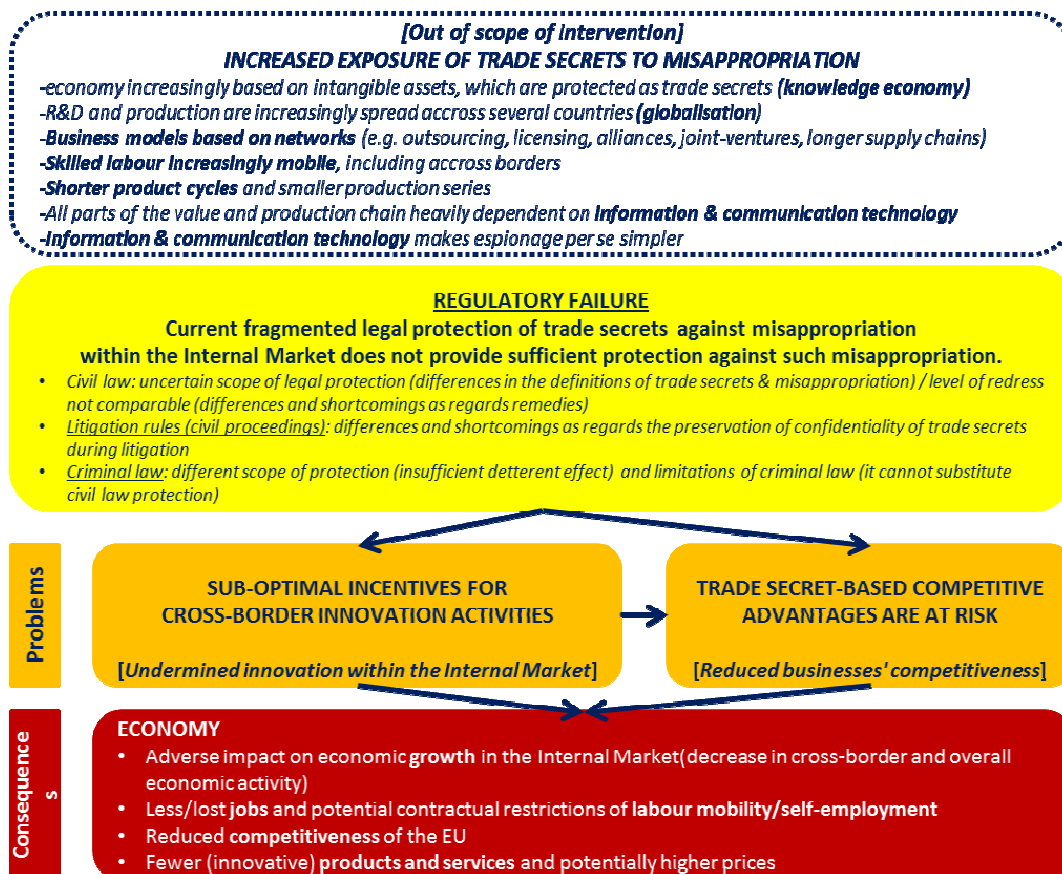 [Out of scope of intervention]
INCREASED EXPOSURE OF TRADE SECRETS TO MISAPPROPRIATION
-economy increasingly based on intangible assets, which are protected as trade secrets (knowledge economy)
-R&D and production are increasingly spread accross several countries (globalisation)
-Business models based on networks (e.g. outsourcing, licensing, alliances, joint-ventures, longer supply chains)
-Skilled labour increasingly mobile, including accross borders
-Shorter product cycles and smaller production series
-All parts of the value and production chain heavily dependent on information & communication technology
-Information & communication technology makes espionage per se simpler
REGULATORY FAILURE
Current fragmented legal protection of trade secrets against misappropriation
within the Internal Market does not provide sufficient protection against such misappropriation.
• Civil law: uncertain scope of legal protection (differences in the definitions of trade secrets & misappropriation) / level of redress
not comparable (differences and shortcomings as regards remedies)
• Litigation rules (civil proceedings): differences and shortcomings as regards the preservation of confidentiality of trade secrets
during litigation
• Criminal law: different scope of protection (insufficient detterent effect) and limitations of criminal law (it cannot substitute
civil law protection)
Problems
SUB-OPTIMAL INCENTIVES FOR
CROSS-BORDER INNOVATION ACTIVITIES
[Undermined innovation within the Internal Market]
TRADE SECRET-BASED COMPETITIVE
ADVANTAGES ARE AT RISK
[Reduced businesses' competitiveness]
Consequence
s
ECONOMY
• Adverse impact on economic growth in the Internal Market(decrease in cross-border and overall
economic activity)
• Less/lost jobs and potential contractual restrictions of labour mobility/self-employment
• Reduced competitiveness of the EU
• Fewer (innovative) products and services and potentially higher prices